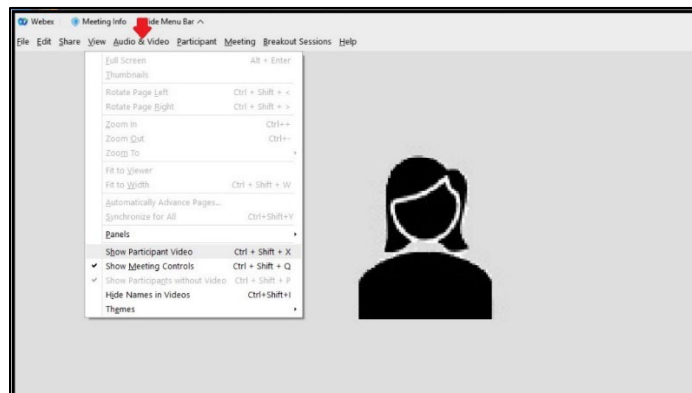 Webex Meeting Info Hide Menu Bar
File Edit Share View Audio & Video Participant Meeting Breakout Sessions Help
Full Screen Alt + Enter
Thumbnails
Rotate Page Left Ctrl + Shift + <
Rotate Page Right Ctrl + Shift + >
Zoom In Ctrl++
Zoom Out Ctrl+-
Zoom To
Fit to Viewer
Fit to Width Ctrl + Shift + W
Automatically Advance Pages...
Synchronize for All Ctrl+Shift+Y
Panels
Show Participant Video Ctrl + Shift + X
Show Meeting Controls Ctrl + Shift + Q
Show Participants without Video Ctrl + Shift + P
Hide Names in Videos Ctrl+Shift+I
Themes